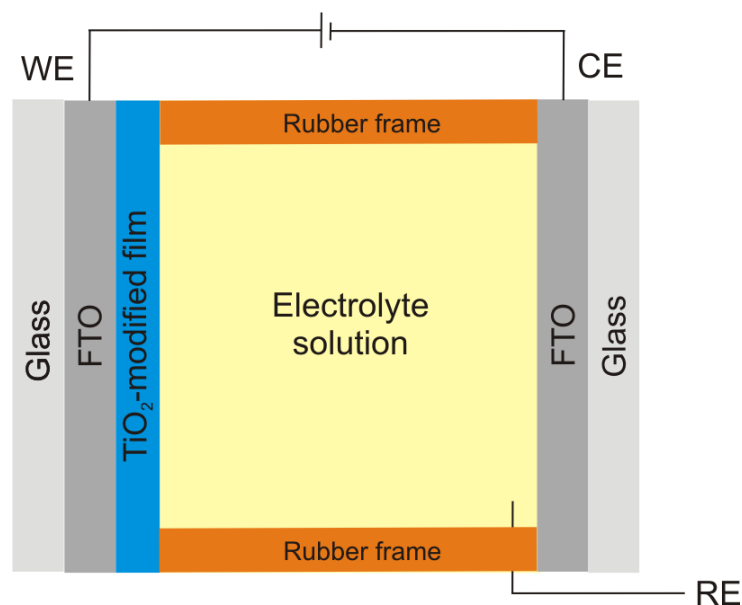 WE
CE
Rubber frame
Glass
FTO
TiO₂-modified film
Electrolyte
solution
FTO
Glass
Rubber frame
RE